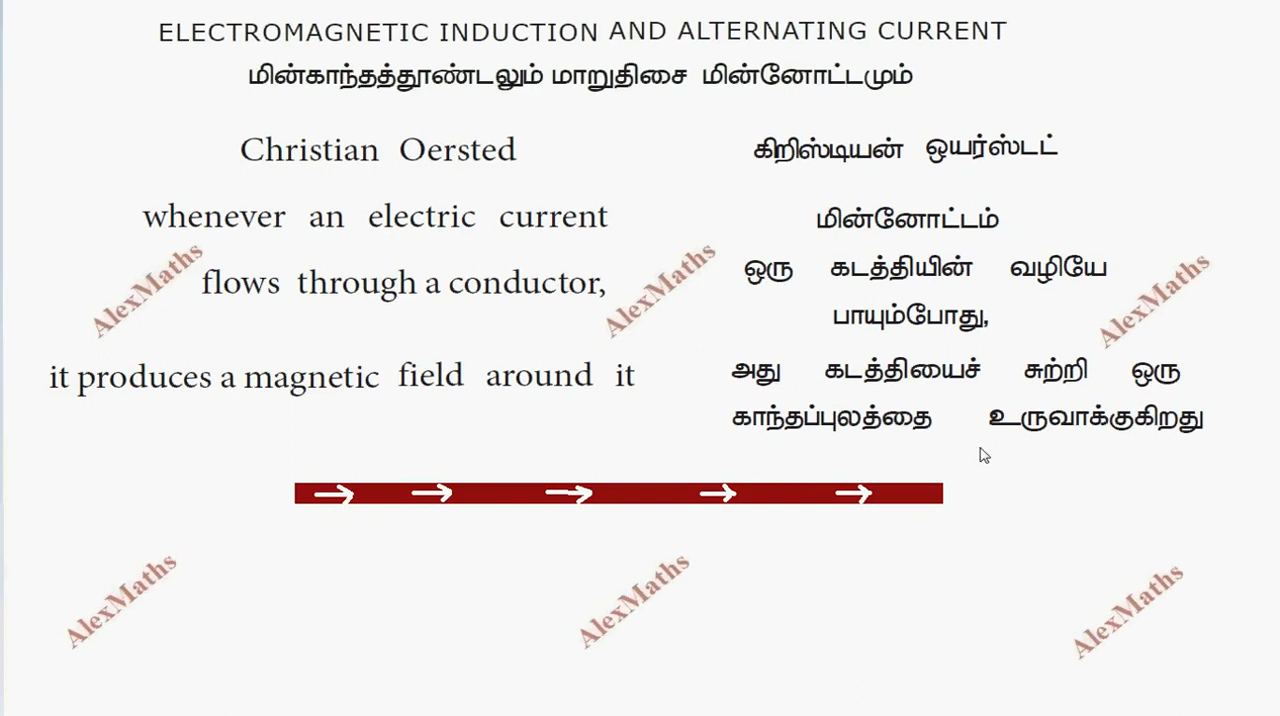 ELECTROMAGNETIC INDUCTION AND ALTERNATING CURRENT
மின்காந்தத்தூண்டலும் மாறுதிசை மின்னோட்டமும்
Christian Oersted
கிறிஸ்டியன் ஒயர்ஸ்டட்
whenever an electric current
flows through a conductor,
it produces a magnetic field around it
மின்னோட்டம்
ஒரு கடத்தியின் வழியே
பாயும்போது,
அது கடத்தியைச் சுற்றி ஒரு
காந்தப்புலத்தை உருவாக்குகிறது
AlexMaths
AlexMaths
AlexMaths
AlexMaths
AlexMaths
AlexMaths